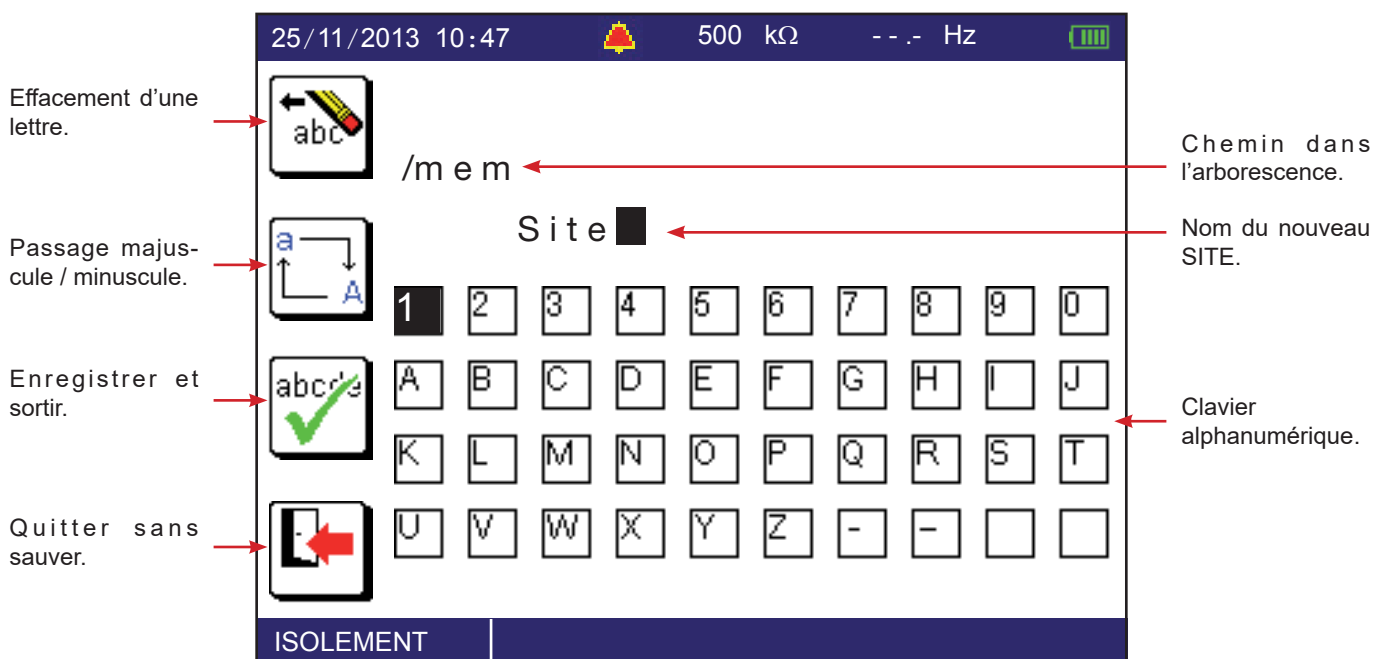 25/11/2013 10:47 500 kΩ - - .- Hz
Effacement d'une
lettre.
abc
/mem
Chemin dans
l'arborescence.
Site
Nom du nouveau
SITE.
Passage majus-
cule / minuscule.
a
A
1 2 3 4 5 6 7 8 9 0
Enregistrer et
sortir.
abcde
A B C D E F G H I J
Clavier
alphanumérique.
K L M N O P Q R S T
Quitter sans
sauver.
U V W X Y Z - –
ISOLEMENT